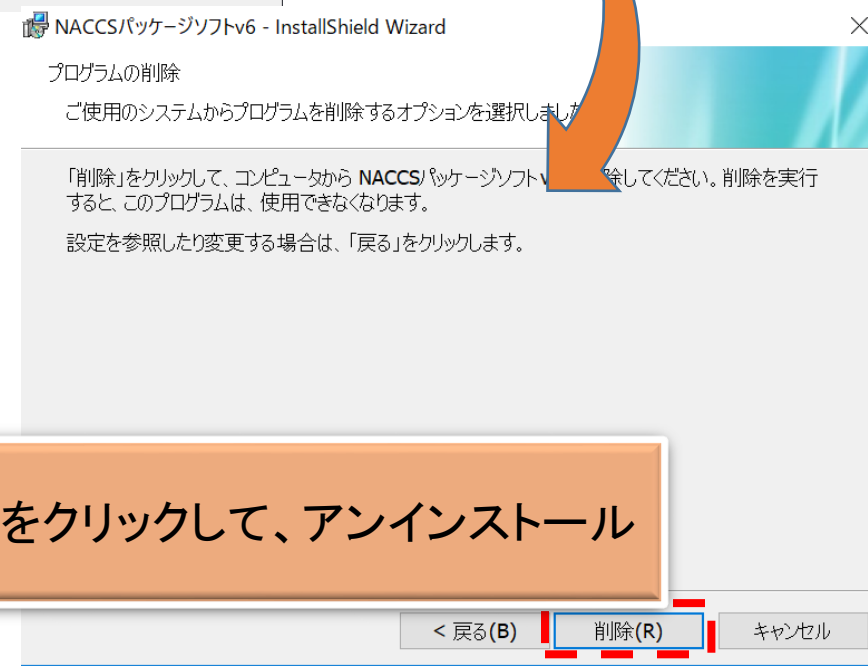 NACCSパッケージソフトv6 - InstallShield Wizard
プログラムの削除
ご使用のシステムからプログラムを削除するオプションを選択しました
「削除」をクリックして、コンピュータから NACCSパッケージソフト 除してください。削除を実行
すると、このプログラムは、使用できなくなります。
設定を参照したり変更する場合は、「戻る」をクリックします。
をクリックして、アンインストール
< 戻る(B)
削除(R)
キャンセル